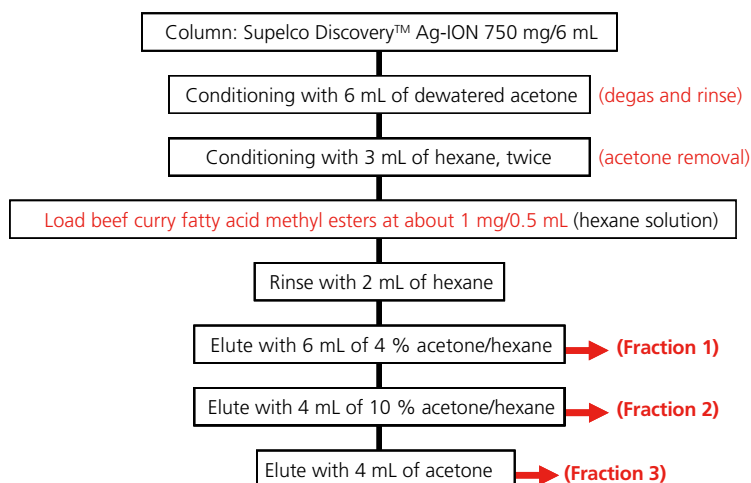 Column: Supelco Discovery™ Ag-ION 750 mg/6 mL
Conditioning with 6 mL of dewatered acetone (degas and rinse)
Conditioning with 3 mL of hexane, twice (acetone removal)
Load beef curry fatty acid methyl esters at about 1 mg/0.5 mL (hexane solution)
Rinse with 2 mL of hexane
Elute with 6 mL of 4 % acetone/hexane (Fraction 1)
Elute with 4 mL of 10 % acetone/hexane (Fraction 2)
Elute with 4 mL of acetone (Fraction 3)